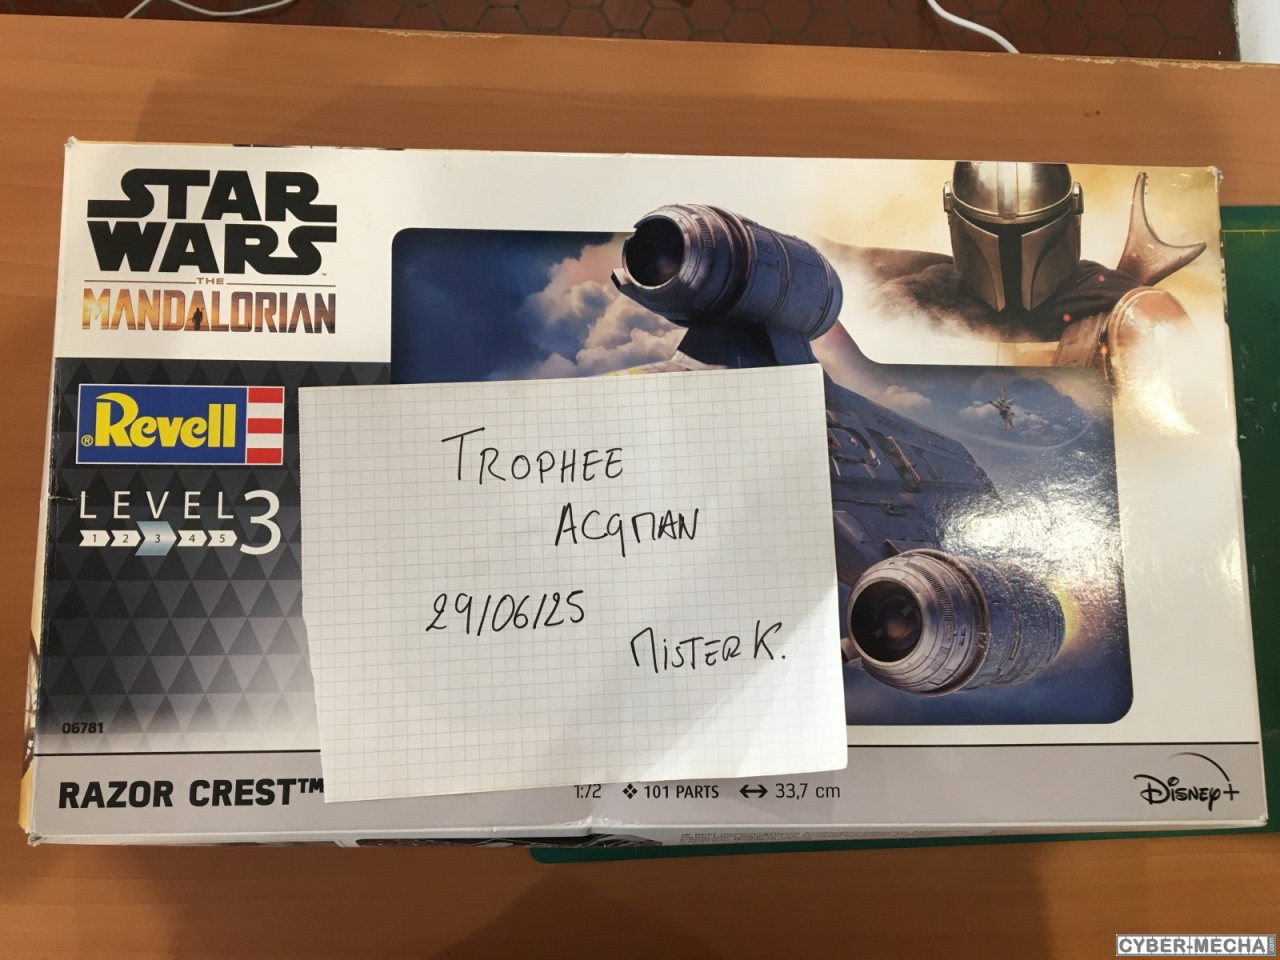 STAR
WARS
THE
MANDALORIAN
Revell
®
LEVEL 3
1 2 3 4 5
TROPHEE
ACGMAN
29/06/25
MISTER K.
06781
RAZOR CREST™
1:72 ❖ 101 PARTS ↔ 33,7 cm
Disney+
CYBER-MECHA.com